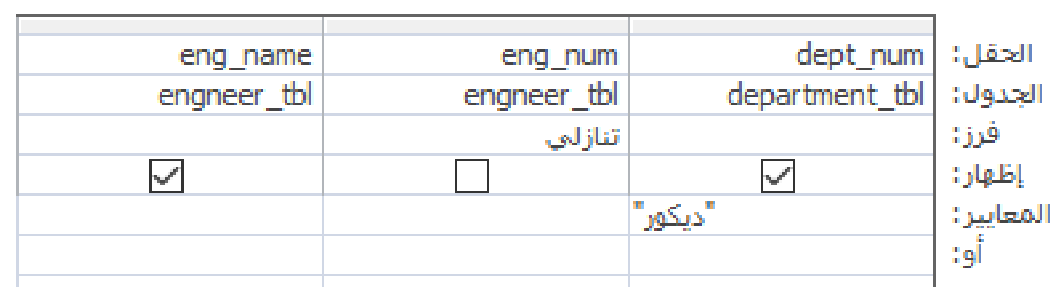 الحقل: dept_num eng_num eng_name
الجدول: department_tbl engneer_tbl engneer_tbl
فرز: تنازلي
إظهار:
المعايير: "ديكور"
أو: